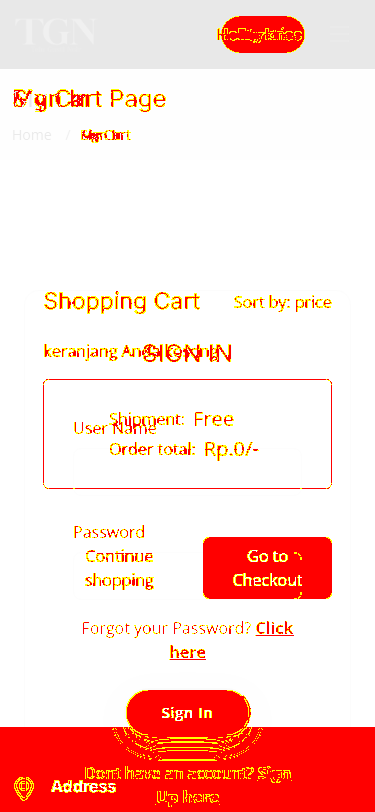 TGN
Page
Home /
Shopping Cart
Sort by: price
keranjang Anda kosong
SIGN IN
Shipment: Free
User Name
Order total: Rp.0/-
Password
Continue
shopping
Go to
Checkout
Forgot your Password? Click
here
Sign In
Dont have an account? Sign
Up here
Address